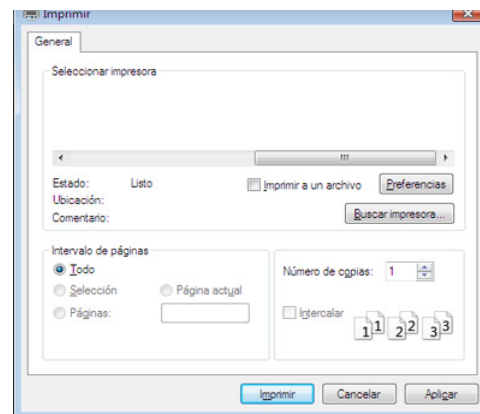 Imprimir
General
Seleccionar impresora
Estado: Listo
Imprimir a un archivo
Preferencias
Ubicación:
Comentario:
Buscar impresora...
Intervalo de páginas
Todo
Selección
Página actual
Páginas:
Número de copias: 1
Intercalar
1 1 2 2 3 3
Imprimir Cancelar Aplicar